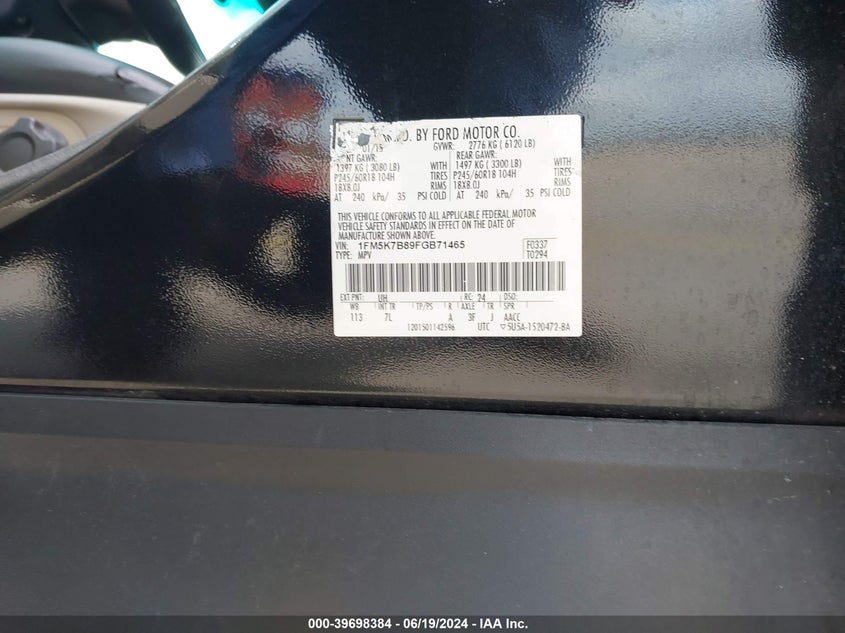 . BY FORD MOTOR CO.
01/15 GVWR: 2776 KG ( 6120 LB)
NT GAWR: REAR GAWR:
1397 KG ( 3080 LB) WITH 1497 KG ( 3300 LB) WITH
P245/60R18 104H TIRES P245/60R18 104H TIRES
18X8.0J RIMS 18X8.0J RIMS
AT 240 kPa/ 35 PSI COLD AT 240 kPa/ 35 PSI COLD
THIS VEHICLE CONFORMS TO ALL APPLICABLE FEDERAL MOTOR
VEHICLE SAFETY STANDARDS IN EFFECT ON THE DATE OF
MANUFACTURE SHOWN ABOVE.
VIN: 1FM5K7B89FGB71465 F0337
TYPE: MPV T0294
EXT PNT: UH RC: 24 DSO:
WB INT TR TP/PS R AXLE TR SPR
113 7L A 3F J AACC
1201501142596 UTC ▽5U5A-1520472-BA
000-39698384 - 06/19/2024 - IAA Inc.